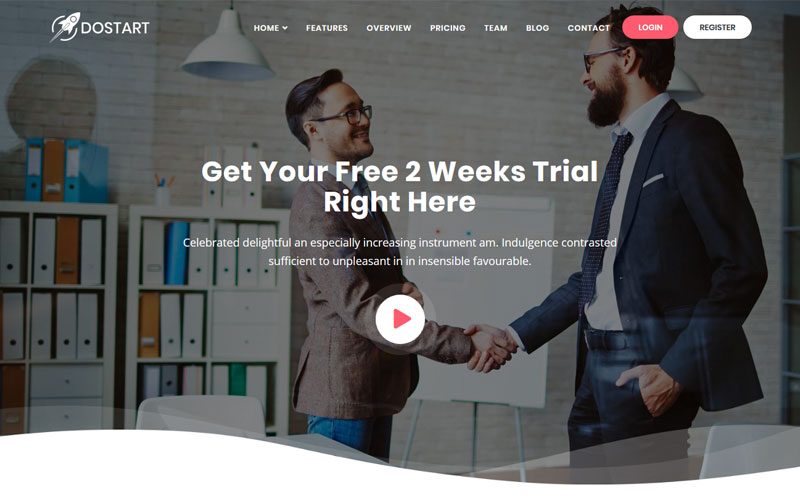 DOSTART
HOME
FEATURES
OVERVIEW
PRICING
TEAM
BLOG
CONTACT
LOGIN
REGISTER
Get Your Free 2 Weeks Trial
Right Here
Celebrated delightful an especially increasing instrument am. Indulgence contrasted
sufficient to unpleasant in in insensible favourable.